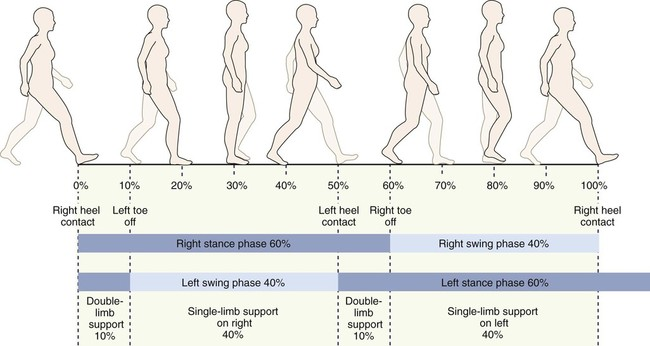 0% 10% 20% 30% 40% 50% 60% 70% 80% 90% 100%
Right heel contact
Left toe off
Left heel contact
Right toe off
Right heel contact
Right stance phase 60% Right swing phase 40%
Left swing phase 40% Left stance phase 60%
Double-
limb
support
10%
Single-limb support
on right
40%
Double-
limb
support
10%
Single-limb support
on left
40%